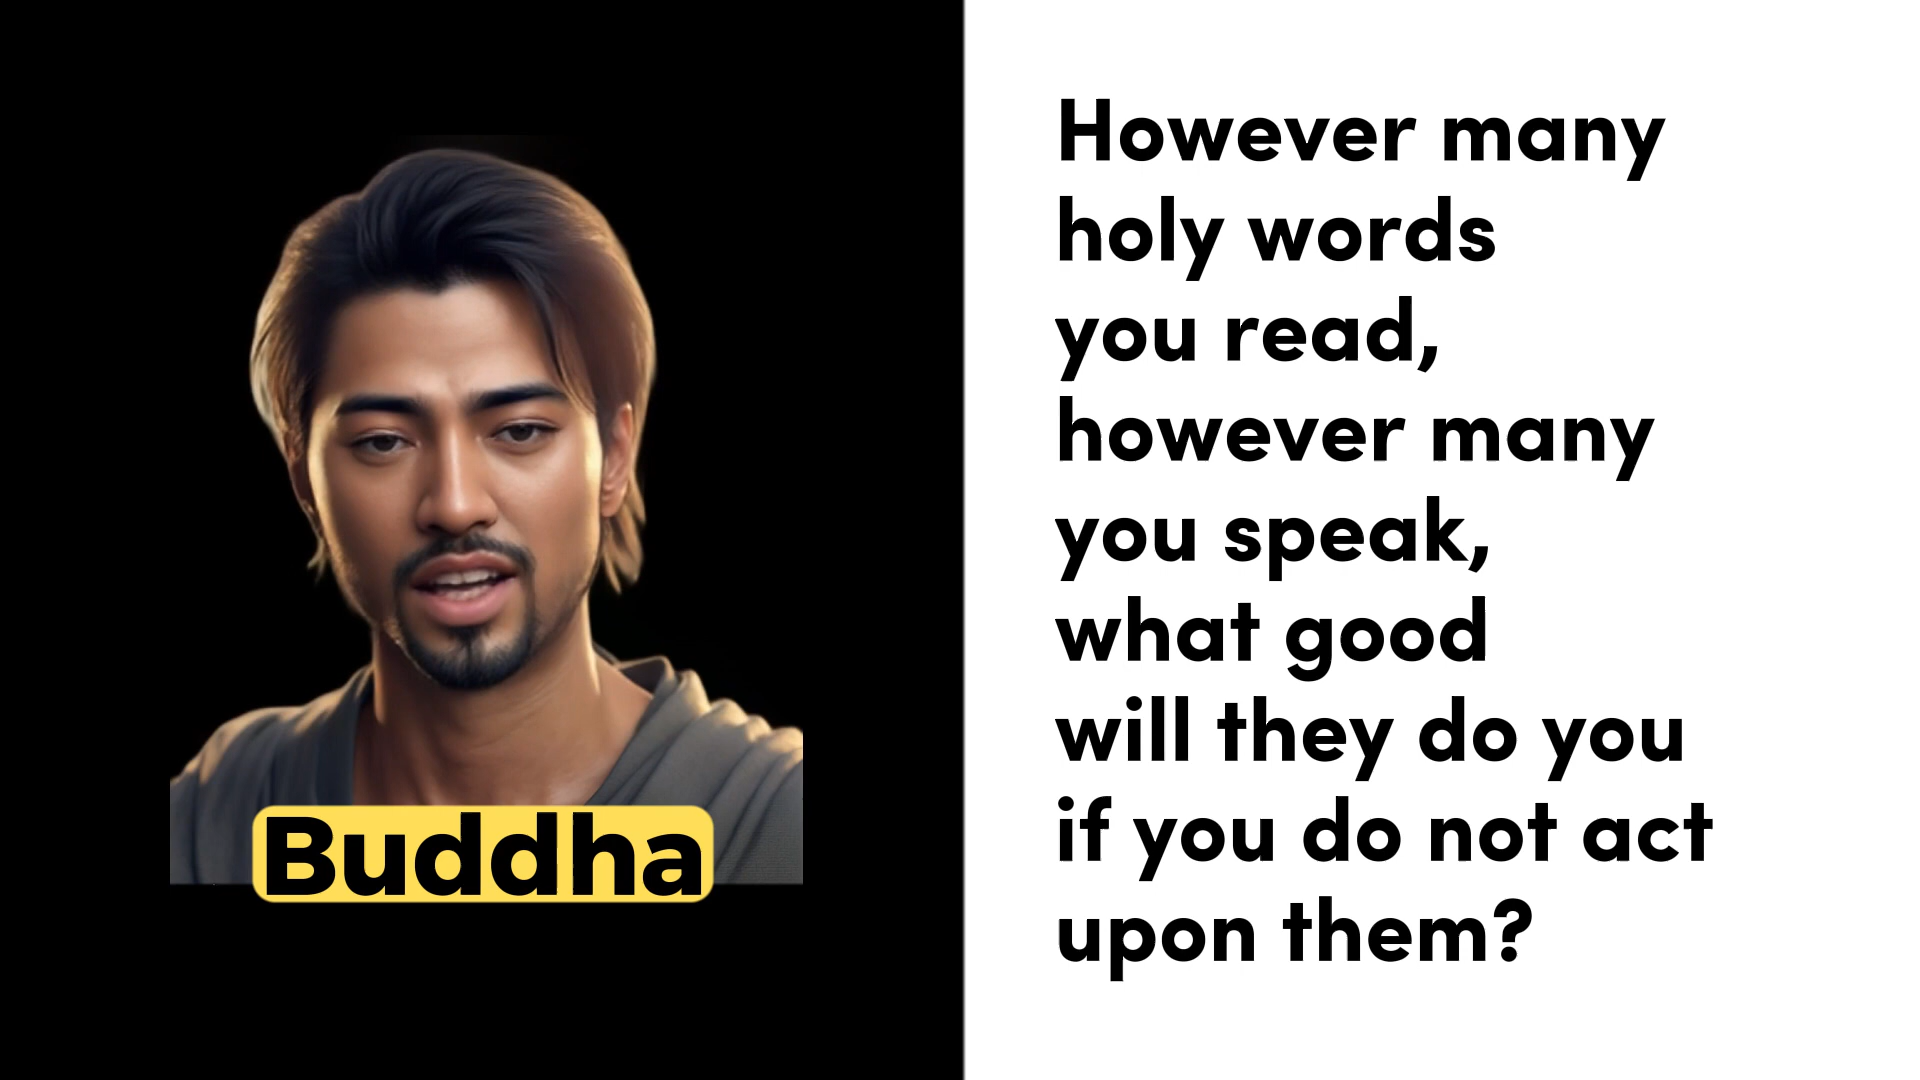 Buddha
However many
holy words
you read,
however many
you speak,
what good
will they do you
if you do not act
upon them?